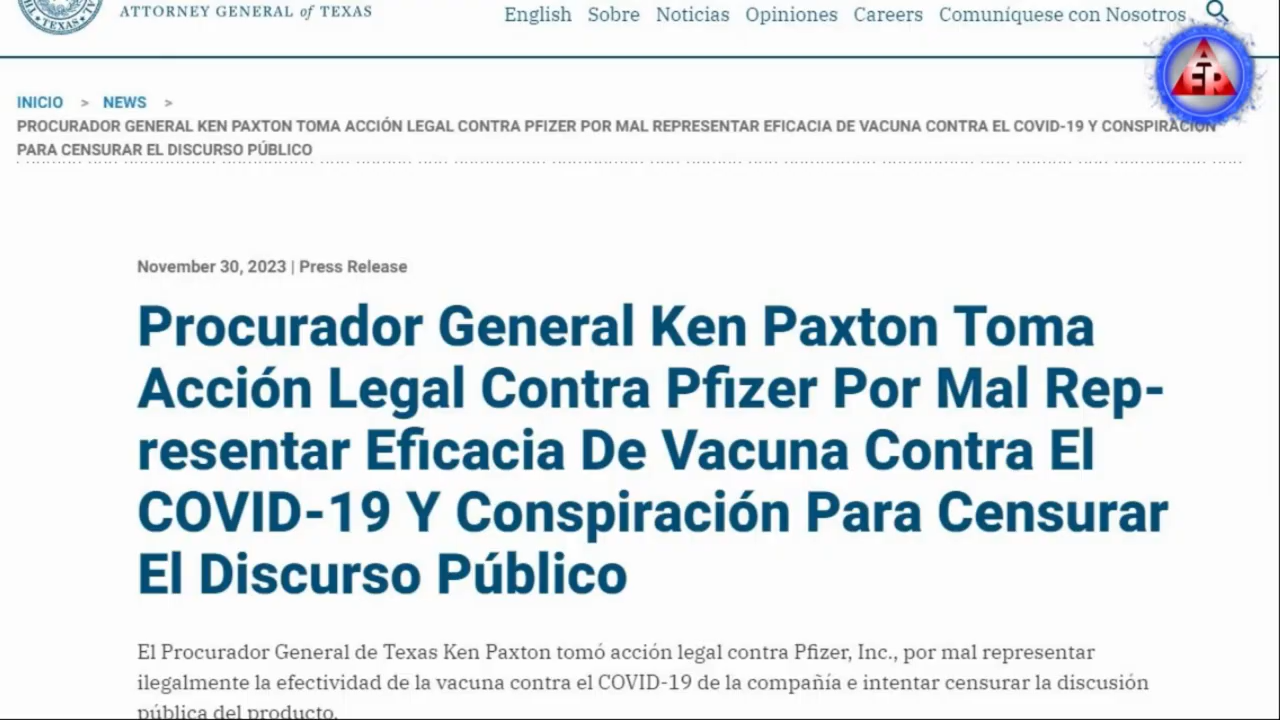 ATTORNEY GENERAL of TEXAS
English Sobre Noticias Opiniones Careers Comuníquese con Nosotros
TEXAS
INICIO > NEWS >
PROCURADOR GENERAL KEN PAXTON TOMA ACCIÓN LEGAL CONTRA PFIZER POR MAL REPRESENTAR EFICACIA DE VACUNA CONTRA EL COVID-19 Y CONSPIRACIÓN
PARA CENSURAR EL DISCURSO PÚBLICO
November 30, 2023 | Press Release
Procurador General Ken Paxton Toma
Acción Legal Contra Pfizer Por Mal Rep-
resentar Eficacia De Vacuna Contra El
COVID-19 Y Conspiración Para Censurar
El Discurso Público
El Procurador General de Texas Ken Paxton tomó acción legal contra Pfizer, Inc., por mal representar
ilegalmente la efectividad de la vacuna contra el COVID-19 de la compañía e intentar censurar la discusión
pública del producto.